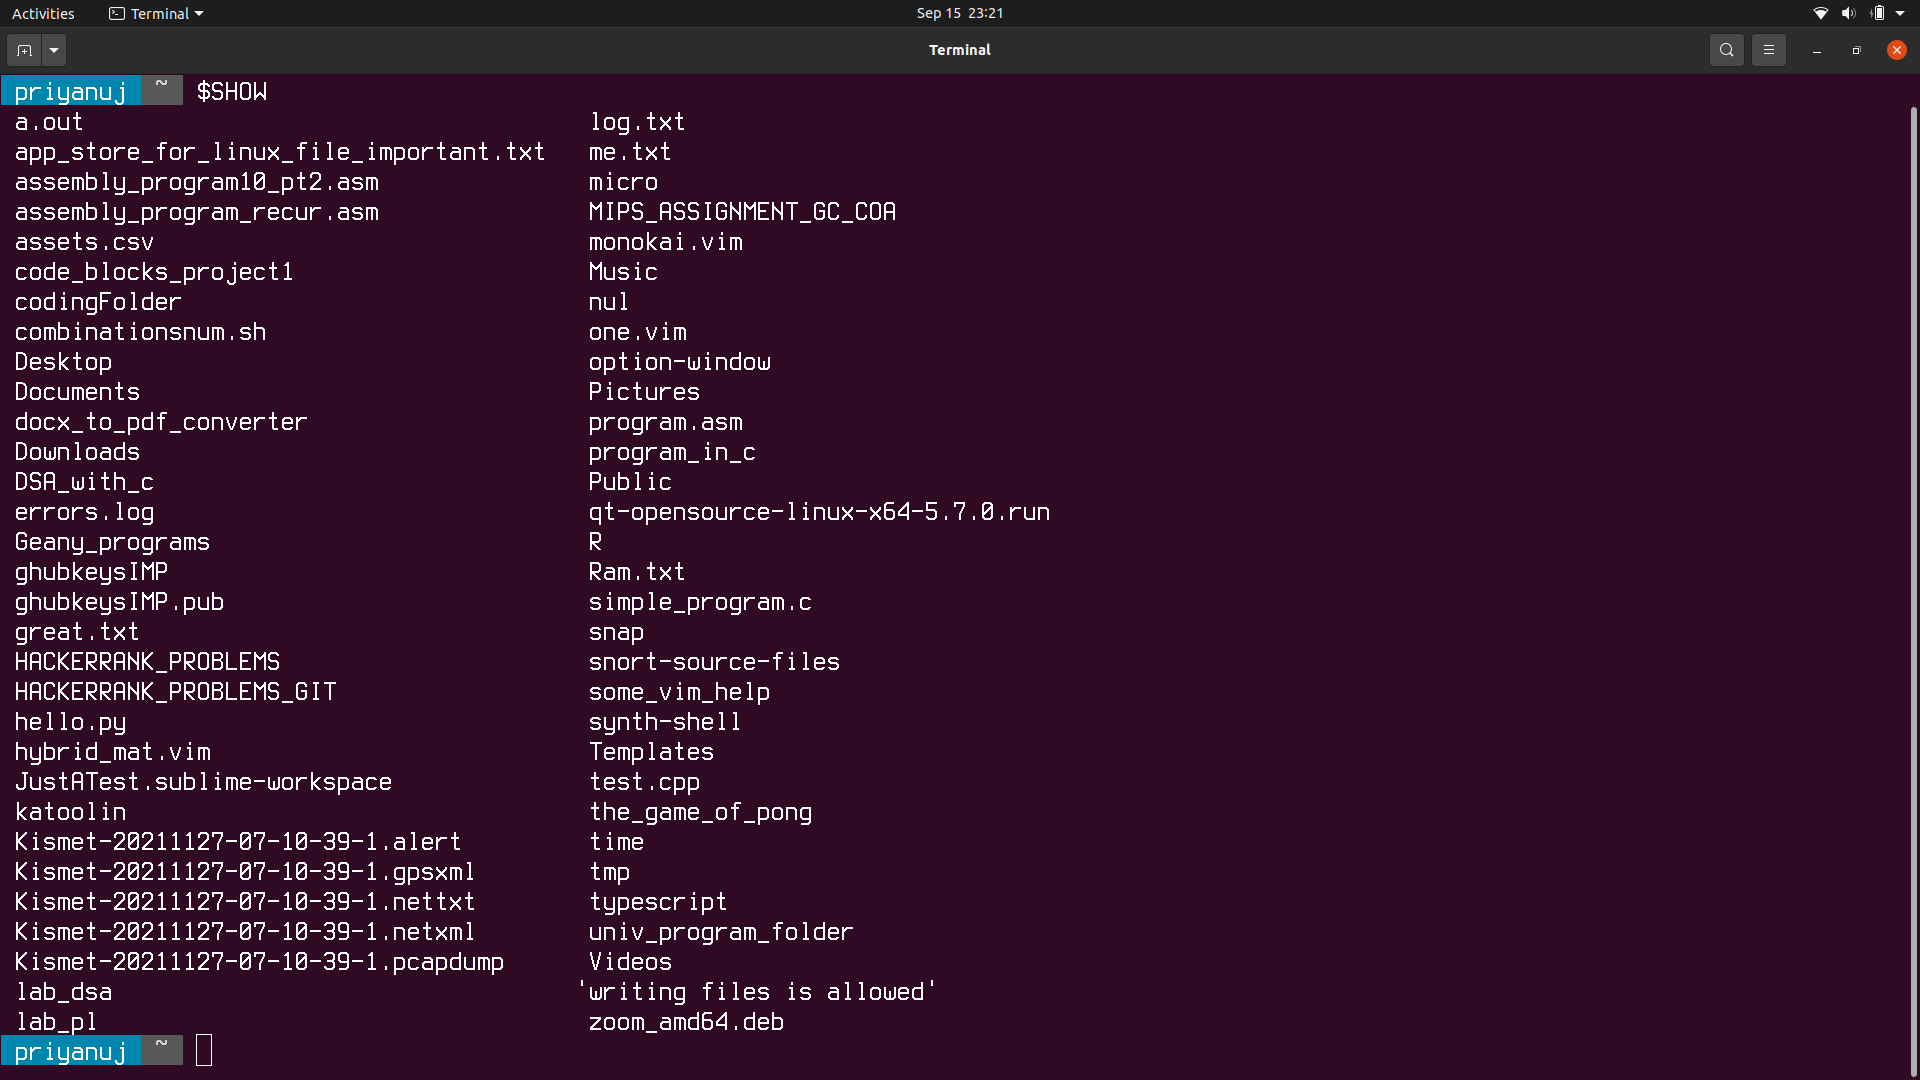 Activities Terminal Sep 15 23:21
Terminal
priyanuj ~ $SHOW
a.out log.txt
app_store_for_linux_file_important.txt me.txt
assembly_program10_pt2.asm micro
assembly_program_recur.asm MIPS_ASSIGNMENT_GC_COA
assets.csv monokai.vim
code_blocks_project1 Music
codingFolder nul
combinationsnum.sh one.vim
Desktop option-window
Documents Pictures
docx_to_pdf_converter program.asm
Downloads program_in_c
DSA_with_c Public
errors.log qt-opensource-linux-x64-5.7.0.run
Geany_programs R
ghubkeysIMP Ram.txt
ghubkeysIMP.pub simple_program.c
great.txt snap
HACKERRANK_PROBLEMS snort-source-files
HACKERRANK_PROBLEMS_GIT some_vim_help
hello.py synth-shell
hybrid_mat.vim Templates
JustATest.sublime-workspace test.cpp
katoolin the_game_of_pong
Kismet-20211127-07-10-39-1.alert time
Kismet-20211127-07-10-39-1.gpsxml tmp
Kismet-20211127-07-10-39-1.nettxt typescript
Kismet-20211127-07-10-39-1.netxml univ_program_folder
Kismet-20211127-07-10-39-1.pcapdump Videos
lab_dsa 'writing files is allowed'
lab_pl zoom_amd64.deb
priyanuj ~